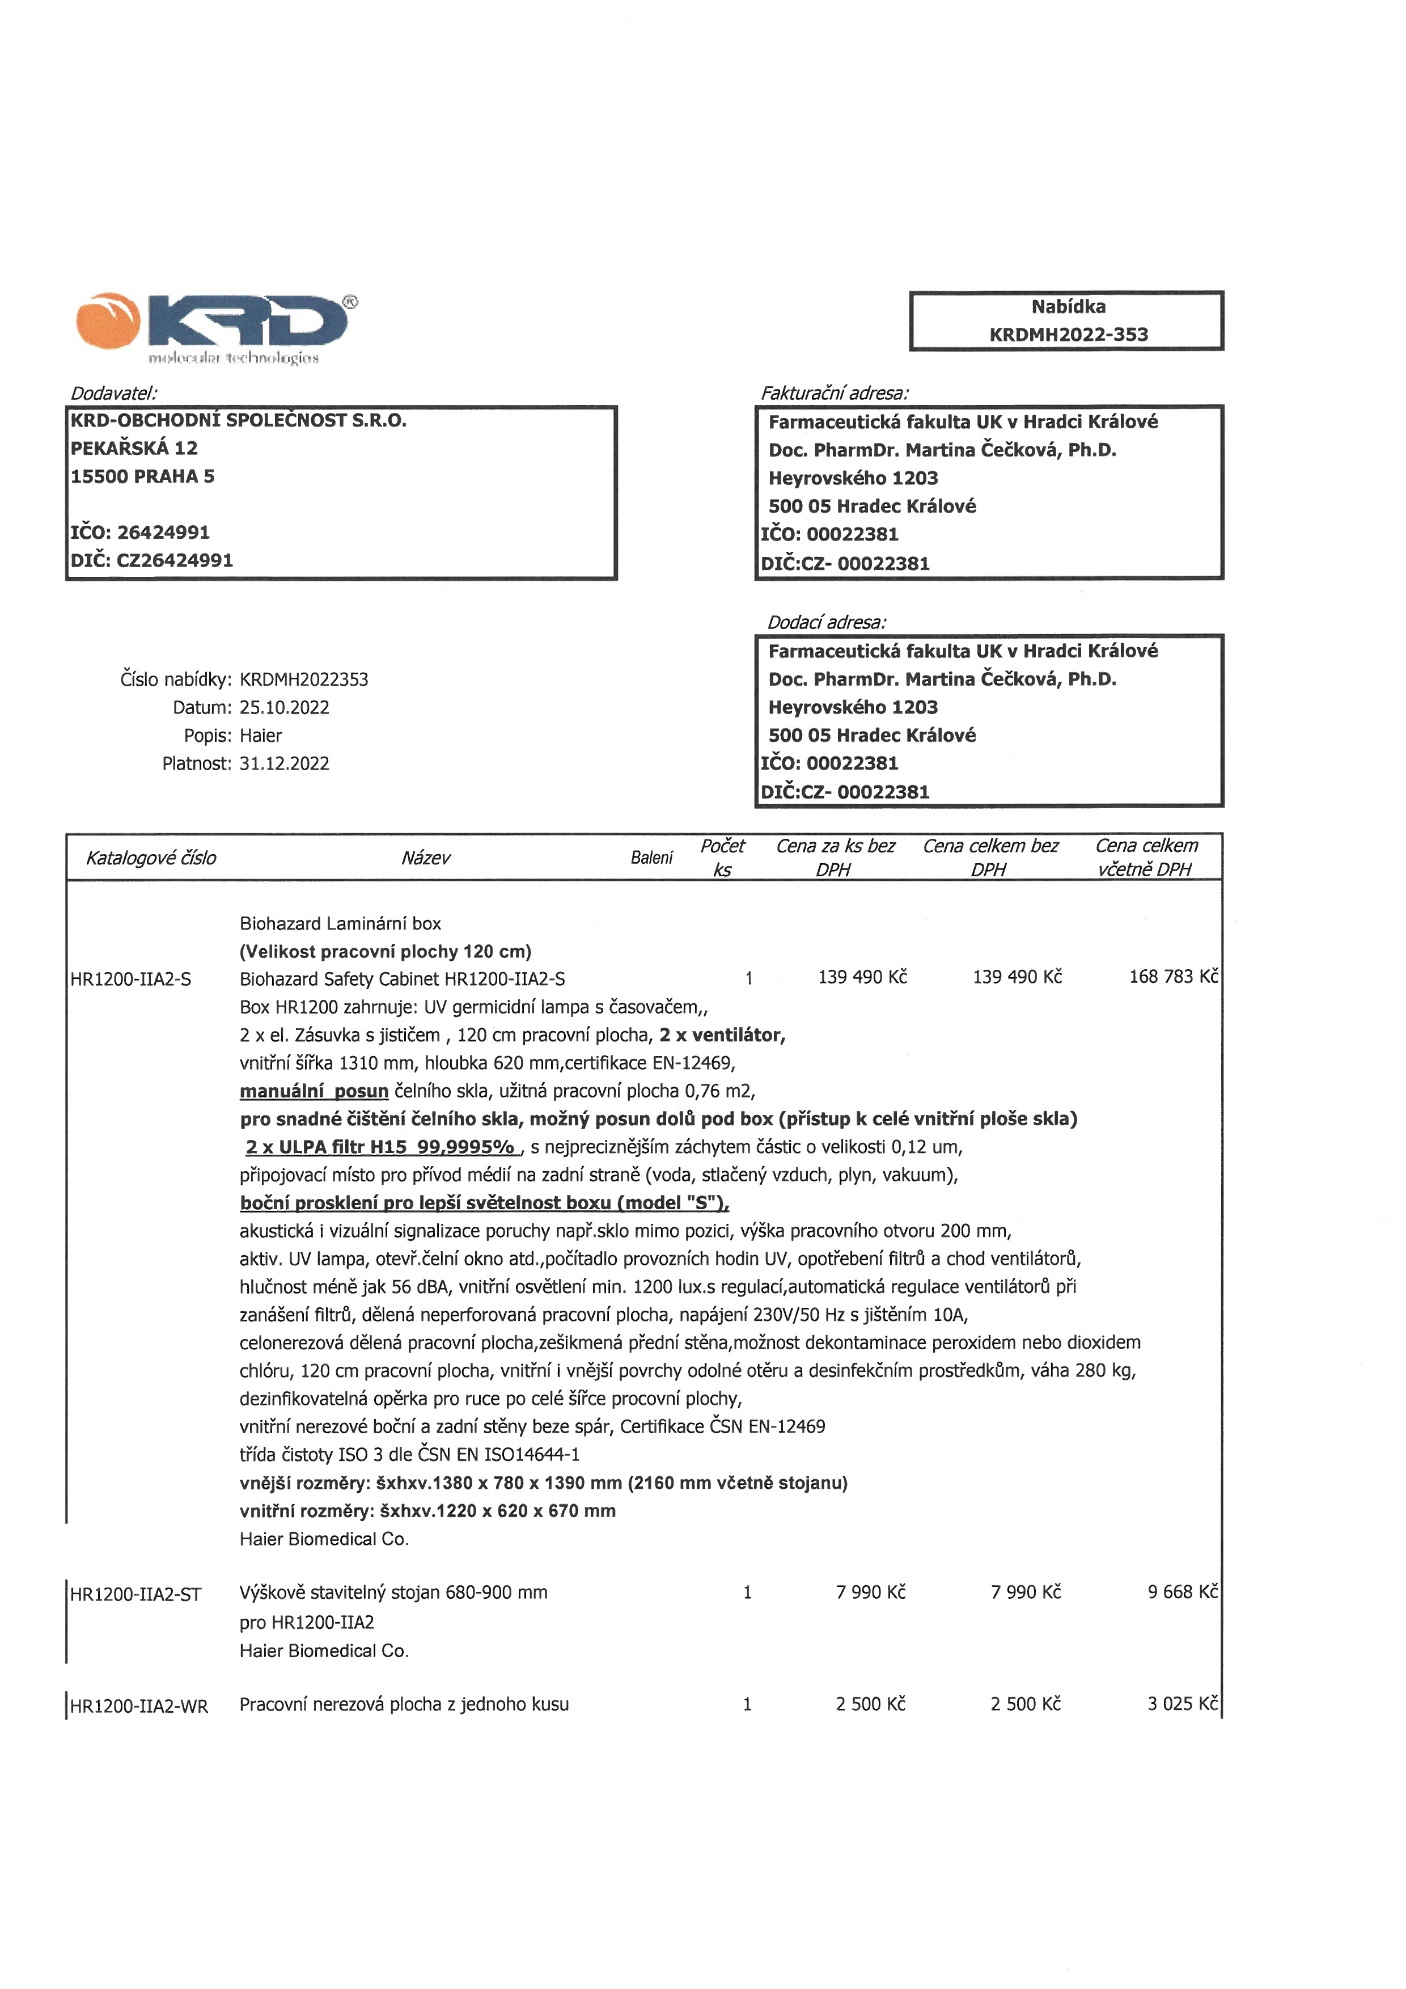 KRD®
molecular technologies
Nabídka
KRDMH2022-353
Dodavatel:
KRD-OBCHODNÍ SPOLEČNOST S.R.O.
PEKAŘSKÁ 12
15500 PRAHA 5
IČO: 26424991
DIČ: CZ26424991
Fakturační adresa:
Farmaceutická fakulta UK v Hradci Králové
Doc. PharmDr. Martina Čečková, Ph.D.
Heyrovského 1203
500 05 Hradec Králové
IČO: 00022381
DIČ:CZ- 00022381
Dodací adresa:
Farmaceutická fakulta UK v Hradci Králové
Doc. PharmDr. Martina Čečková, Ph.D.
Heyrovského 1203
500 05 Hradec Králové
IČO: 00022381
DIČ:CZ- 00022381
Číslo nabídky: KRDMH2022353
Datum: 25.10.2022
Popis: Haier
Platnost: 31.12.2022
Katalogové číslo Název Balení Počet ks Cena za ks bez DPH Cena celkem bez DPH Cena celkem včetně DPH
Biohazard Laminární box
(Velikost pracovní plochy 120 cm)
HR1200-IIA2-S Biohazard Safety Cabinet HR1200-IIA2-S 1 139 490 Kč 139 490 Kč 168 783 Kč
Box HR1200 zahrnuje: UV germicidní lampa s časovačem,,
2 x el. Zásuvka s jističem , 120 cm pracovní plocha, 2 x ventilátor,
vnitřní šířka 1310 mm, hloubka 620 mm,certifikace EN-12469,
manuální posun čelního skla, užitná pracovní plocha 0,76 m2,
pro snadné čištění čelního skla, možný posun dolů pod box (přístup k celé vnitřní ploše skla)
2 x ULPA filtr H15 99,9995% , s nejpreciznějším záchytem částic o velikosti 0,12 um,
připojovací místo pro přívod médií na zadní straně (voda, stlačený vzduch, plyn, vakuum),
boční prosklení pro lepší světelnost boxu (model "S"),
akustická i vizuální signalizace poruchy např.sklo mimo pozici, výška pracovního otvoru 200 mm,
aktiv. UV lampa, otevř.čelní okno atd.,počítadlo provozních hodin UV, opotřebení filtrů a chod ventilátorů,
hlučnost méně jak 56 dBA, vnitřní osvětlení min. 1200 lux.s regulací,automatická regulace ventilátorů při
zanášení filtrů, dělená neperforovaná pracovní plocha, napájení 230V/50 Hz s jištěním 10A,
celonerezová dělená pracovní plocha,zešikmená přední stěna,možnost dekontaminace peroxidem nebo dioxidem
chlóru, 120 cm pracovní plocha, vnitřní i vnější povrchy odolné otěru a desinfekčním prostředkům, váha 280 kg,
dezinfikovatelná opěrka pro ruce po celé šířce procovní plochy,
vnitřní nerezové boční a zadní stěny beze spár, Certifikace ČSN EN-12469
třída čistoty ISO 3 dle ČSN EN ISO14644-1
vnější rozměry: šxhxv.1380 x 780 x 1390 mm (2160 mm včetně stojanu)
vnitřní rozměry: šxhxv.1220 x 620 x 670 mm
Haier Biomedical Co.
HR1200-IIA2-ST Výškově stavitelný stojan 680-900 mm 1 7 990 Kč 7 990 Kč 9 668 Kč
pro HR1200-IIA2
Haier Biomedical Co.
HR1200-IIA2-WR Pracovní nerezová plocha z jednoho kusu 1 2 500 Kč 2 500 Kč 3 025 Kč